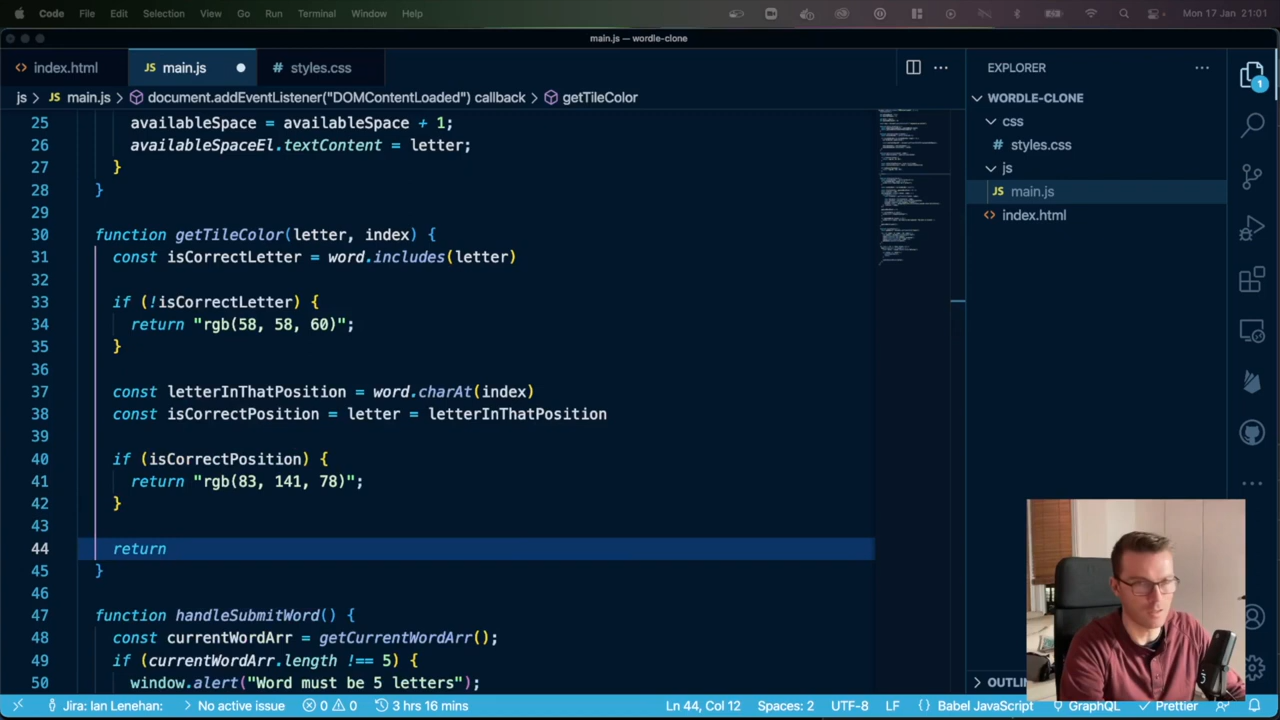 Code File Edit Selection View Go Run Terminal Window Help Mon 17 Jan 21:01
main.js — wordle-clone
index.html JS main.js styles.css
js > JS main.js > document.addEventListener("DOMContentLoaded") callback > getTileColor
25 availableSpace = availableSpace + 1;
26 availableSpaceEl.textContent = letter;
27 }
28 }
29
30 function getTileColor(letter, index) {
31 const isCorrectLetter = word.includes(letter)
32
33 if (!isCorrectLetter) {
34 return "rgb(58, 58, 60)";
35 }
36
37 const letterInThatPosition = word.charAt(index)
38 const isCorrectPosition = letter = letterInThatPosition
39
40 if (isCorrectPosition) {
41 return "rgb(83, 141, 78)";
42 }
43
44 return
45 }
46
47 function handleSubmitWord() {
48 const currentWordArr = getCurrentWordArr();
49 if (currentWordArr.length !== 5) {
50 window.alert("Word must be 5 letters");
EXPLORER
WORDLE-CLONE
css
styles.css
js
JS main.js
index.html
OUTLIN
1
Jira: Ian Lenehan: No active issue 0 0 3 hrs 16 mins Ln 44, Col 12 Spaces: 2 UTF-8 LF { } Babel JavaScript GraphQL Prettier